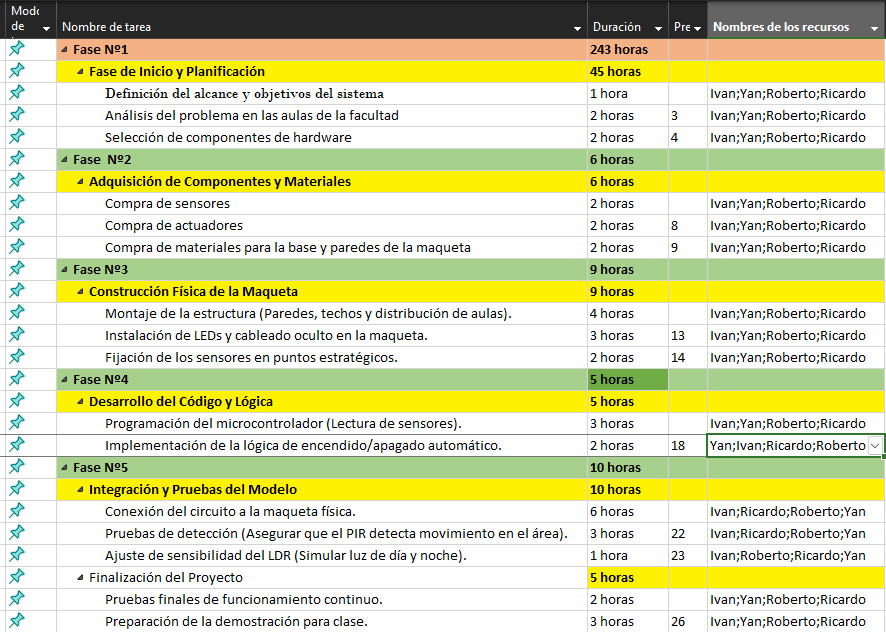 Modo de Nombre de tarea Duración Pre Nombres de los recursos
Fase Nº1 243 horas
Fase de Inicio y Planificación 45 horas
Definición del alcance y objetivos del sistema 1 hora Ivan;Yan;Roberto;Ricardo
Análisis del problema en las aulas de la facultad 2 horas 3 Ivan;Yan;Roberto;Ricardo
Selección de componentes de hardware 2 horas 4 Ivan;Yan;Roberto;Ricardo
Fase Nº2 6 horas
Adquisición de Componentes y Materiales 6 horas
Compra de sensores 2 horas Ivan;Yan;Roberto;Ricardo
Compra de actuadores 2 horas 8 Ivan;Yan;Roberto;Ricardo
Compra de materiales para la base y paredes de la maqueta 2 horas 9 Ivan;Yan;Roberto;Ricardo
Fase Nº3 9 horas
Construcción Física de la Maqueta 9 horas
Montaje de la estructura (Paredes, techos y distribución de aulas). 4 horas Ivan;Yan;Roberto;Ricardo
Instalación de LEDs y cableado oculto en la maqueta. 3 horas 13 Ivan;Yan;Roberto;Ricardo
Fijación de los sensores en puntos estratégicos. 2 horas 14 Ivan;Yan;Roberto;Ricardo
Fase Nº4 5 horas
Desarrollo del Código y Lógica 5 horas
Programación del microcontrolador (Lectura de sensores). 3 horas Ivan;Yan;Roberto;Ricardo
Implementación de la lógica de encendido/apagado automático. 2 horas 18 Yan;Ivan;Ricardo;Roberto
Fase Nº5 10 horas
Integración y Pruebas del Modelo 10 horas
Conexión del circuito a la maqueta física. 6 horas Ivan;Ricardo;Roberto;Yan
Pruebas de detección (Asegurar que el PIR detecta movimiento en el área). 3 horas 22 Ivan;Ricardo;Roberto;Yan
Ajuste de sensibilidad del LDR (Simular luz de día y noche). 1 hora 23 Ivan;Roberto;Ricardo;Yan
Finalización del Proyecto 5 horas
Pruebas finales de funcionamiento continuo. 2 horas Ivan;Yan;Roberto;Ricardo
Preparación de la demostración para clase. 3 horas 26 Ivan;Yan;Roberto;Ricardo